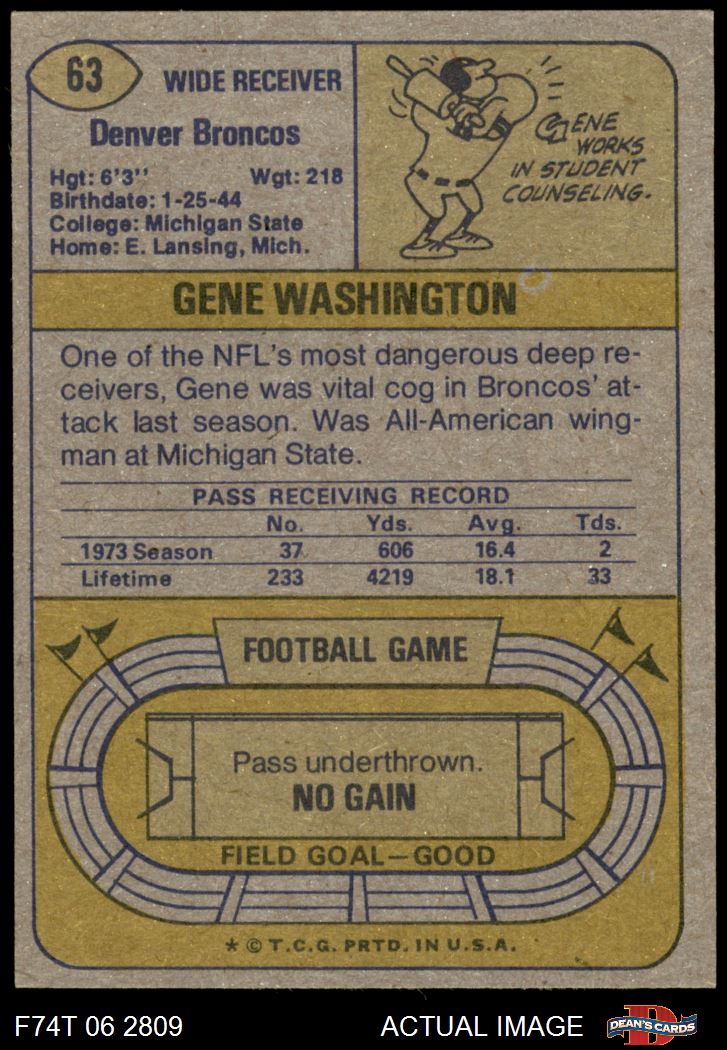 63
WIDE RECEIVER
Denver Broncos
Hgt: 6'3'' Wgt: 218
Birthdate: 1-25-44
College: Michigan State
Home: E. Lansing, Mich.
GENE
WORKS
IN STUDENT
COUNSELING.
GENE WASHINGTON
One of the NFL's most dangerous deep re-
ceivers, Gene was vital cog in Broncos' at-
tack last season. Was All-American wing-
man at Michigan State.
PASS RECEIVING RECORD
No. Yds. Avg. Tds.
1973 Season 37 606 16.4 2
Lifetime 233 4219 18.1 33
FOOTBALL GAME
Pass underthrown.
NO GAIN
FIELD GOAL—GOOD
* © T.C.G. PRTD. IN U.S.A.
F74T 06 2809 ACTUAL IMAGE
D
DEAN'S CARDS